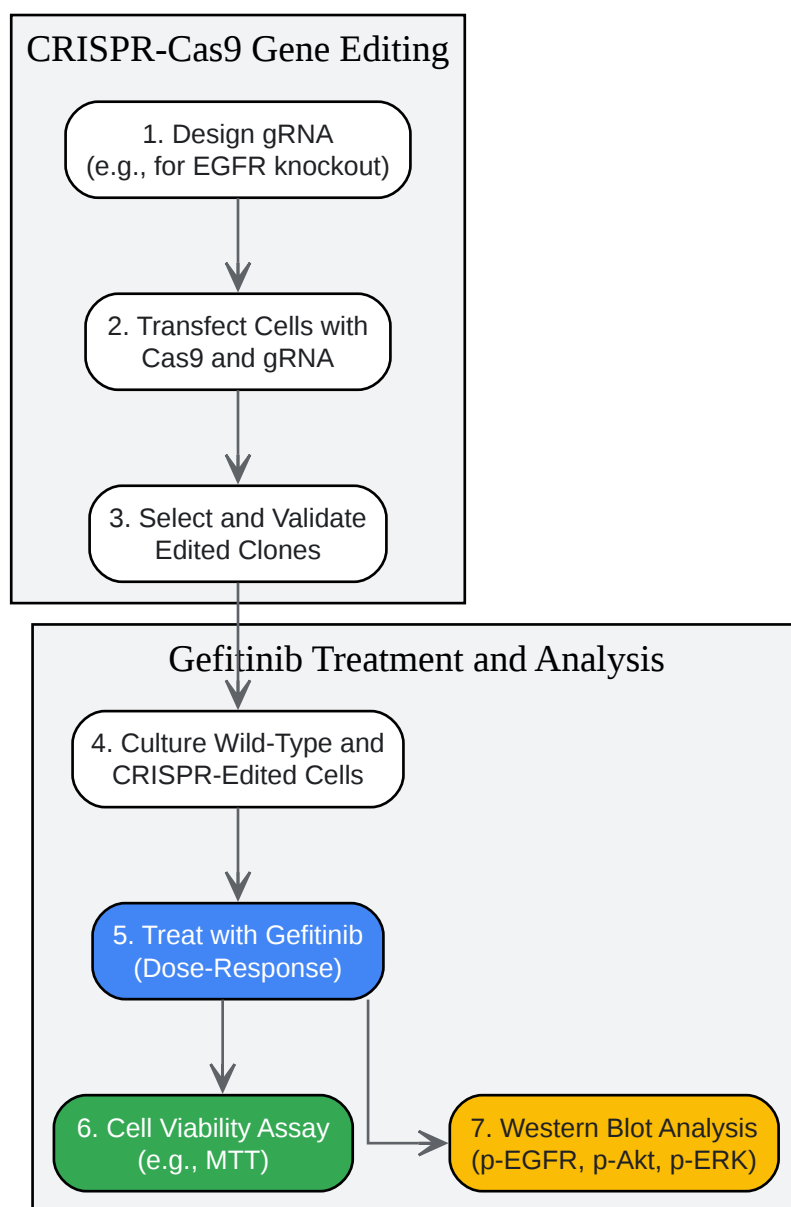 CRISPR-Cas9 Gene Editing
1. Design gRNA
(e.g., for EGFR knockout)
2. Transfect Cells with
Cas9 and gRNA
3. Select and Validate
Edited Clones
Gefitinib Treatment and Analysis
4. Culture Wild-Type and
CRISPR-Edited Cells
5. Treat with Gefitinib
(Dose-Response)
6. Cell Viability Assay
(e.g., MTT)
7. Western Blot Analysis
(p-EGFR, p-Akt, p-ERK)